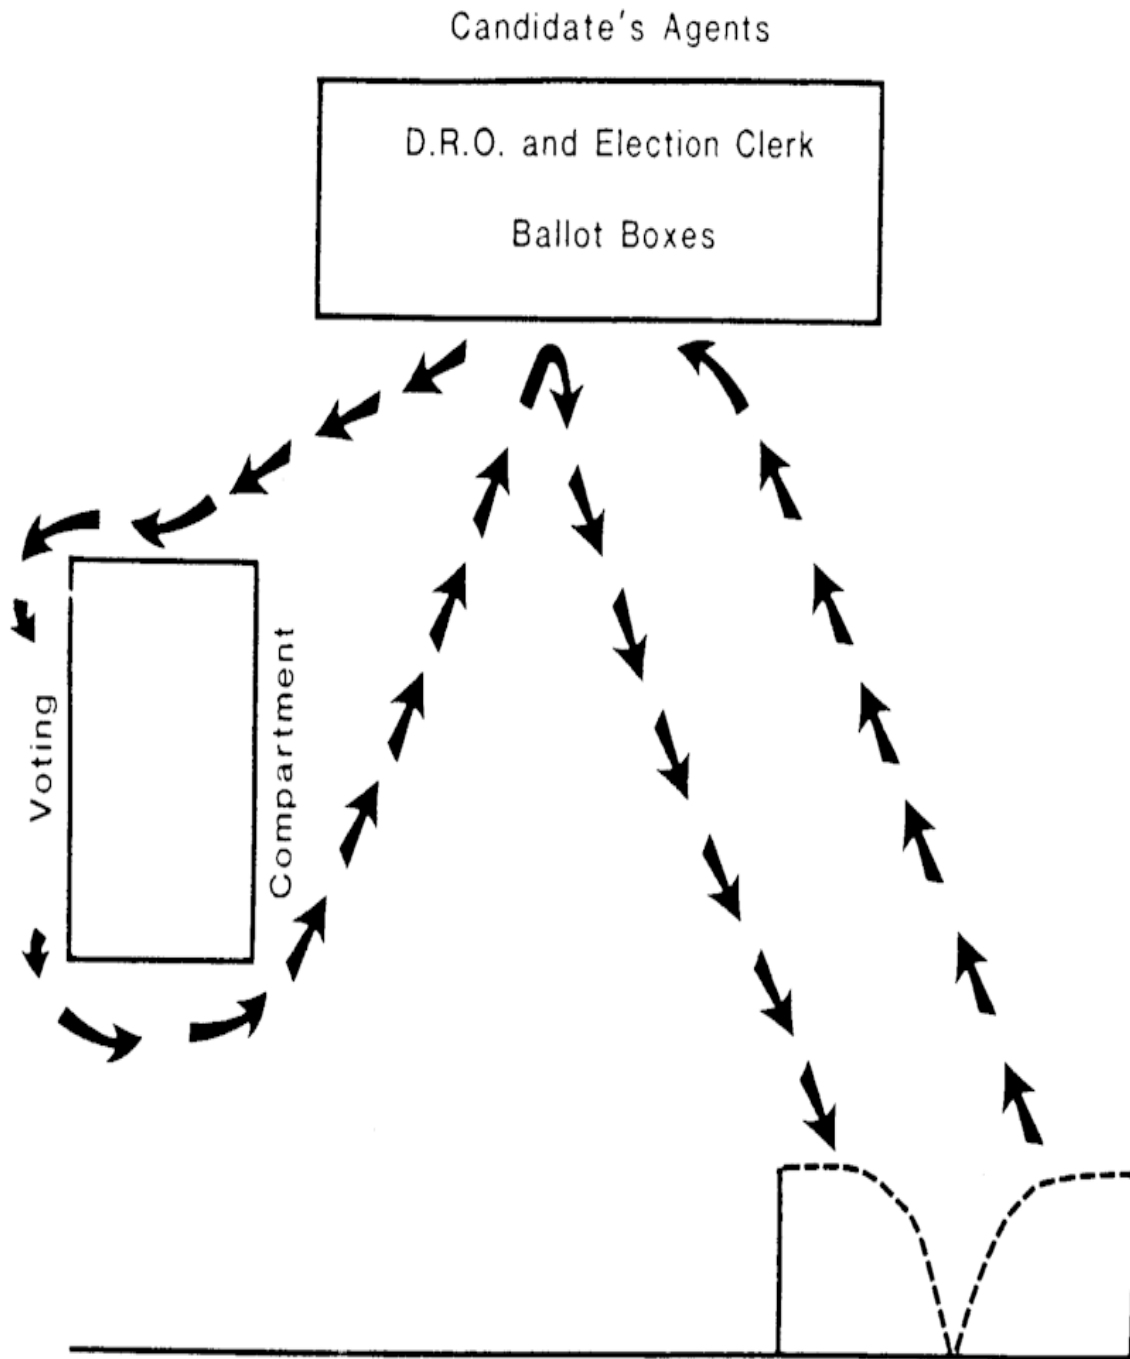 Candidate's Agents
D.R.O. and Election Clerk
Ballot Boxes
Voting
Compartment